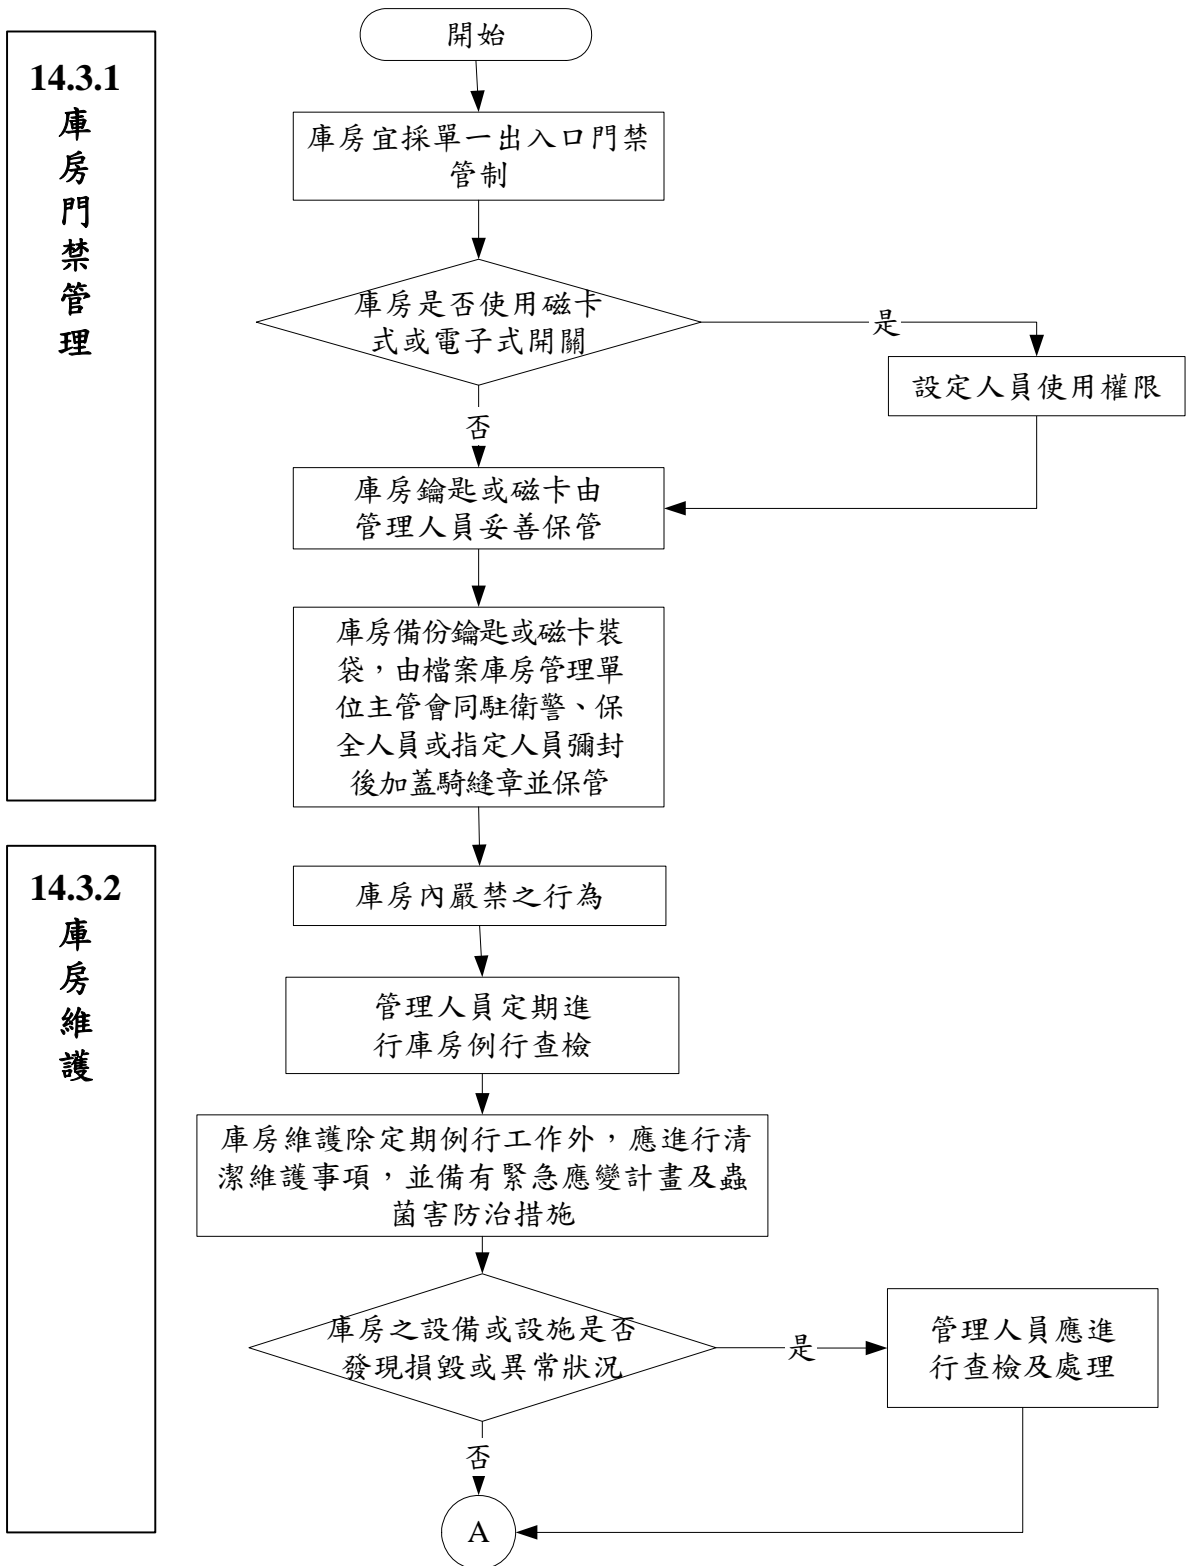 14.3.1
庫
房
門
禁
管
理
開始
庫房宜採單一出入口門禁
管制
庫房是否使用磁卡
式或電子式開關
是
設定人員使用權限
否
庫房鑰匙或磁卡由
管理人員妥善保管
庫房備份鑰匙或磁卡裝
袋，由檔案庫房管理單
位主管會同駐衛警、保
全人員或指定人員彌封
後加蓋騎縫章並保管
14.3.2
庫
房
維
護
庫房內嚴禁之行為
管理人員定期進
行庫房例行查檢
庫房維護除定期例行工作外，應進行清
潔維護事項，並備有緊急應變計畫及蟲
菌害防治措施
庫房之設備或設施是否
發現損毀或異常狀況
是
管理人員應進
行查檢及處理
否
A